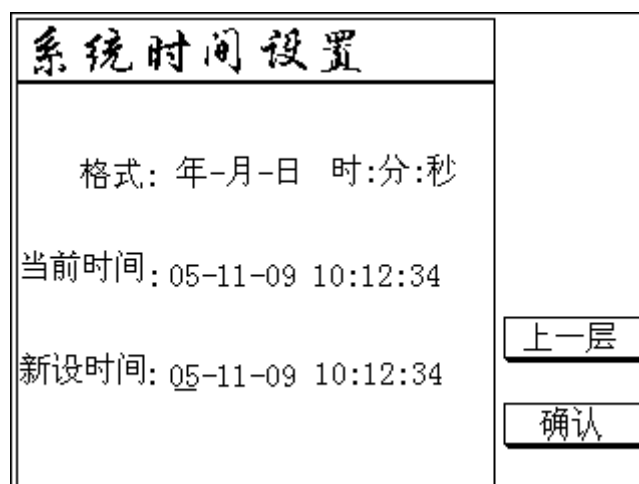 系统时间设置
格式: 年-月-日 时:分:秒
当前时间: 05-11-09 10:12:34
新设时间: 05-11-09 10:12:34
上一层
确认